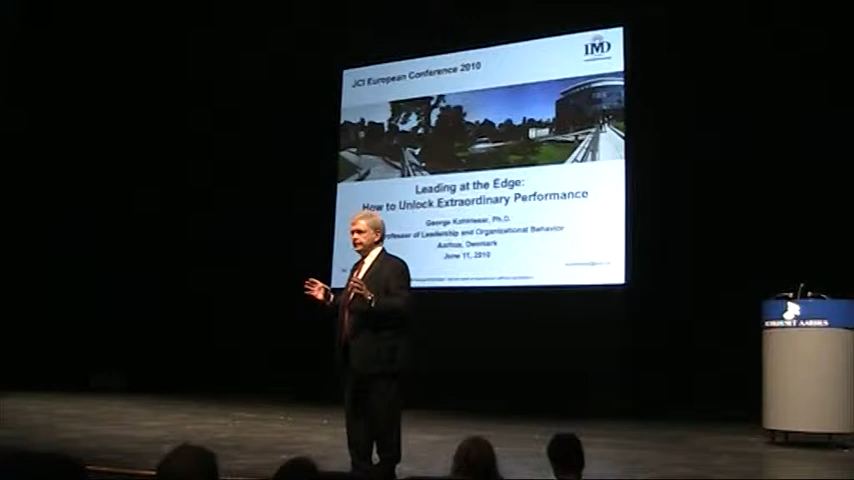 IMD
JCI European Conference 2010
Leading at the Edge:
How to Unlock Extraordinary Performance
George Kohlrieser, Ph.D.
Professor of Leadership and Organizational Behavior
Aarhus, Denmark
June 11, 2010
AARHUS